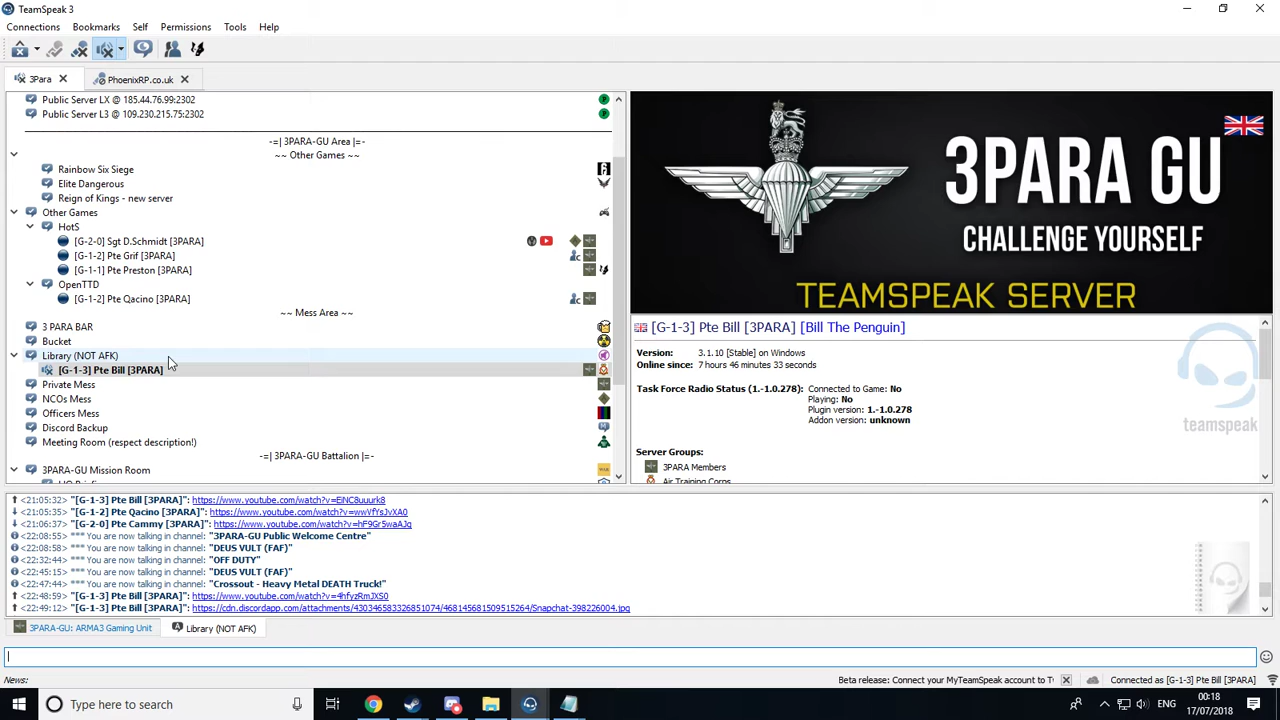 TeamSpeak 3
Connections Bookmarks Self Permissions Tools Help
3Para PhoenixRP.co.uk
Public Server LX @ 185.44.76.99:2302
Public Server L3 @ 109.230.215.75:2302
-=| 3PARA-GU Area |=-
~~ Other Games ~~
Rainbow Six Siege
Elite Dangerous
Reign of Kings - new server
Other Games
HotS
[G-2-0] Sgt D.Schmidt [3PARA]
[G-1-2] Pte Grif [3PARA]
[G-1-1] Pte Preston [3PARA]
OpenTTD
[G-1-2] Pte Qacino [3PARA]
~~ Mess Area ~~
3 PARA BAR
Bucket
Library (NOT AFK)
[G-1-3] Pte Bill [3PARA]
Private Mess
NCOs Mess
Officers Mess
Discord Backup
Meeting Room (respect description!)
-=| 3PARA-GU Battalion |=-
3PARA-GU Mission Room
3PARA GU
CHALLENGE YOURSELF
TEAMSPEAK SERVER
[G-1-3] Pte Bill [3PARA] [Bill The Penguin]
Version: 3.1.10 [Stable] on Windows
Online since: 7 hours 46 minutes 33 seconds
Task Force Radio Status (1.-1.0.278): Connected to Game: No
Playing: No
Plugin version: 1.-1.0.278
Addon version: unknown
Server Groups:
3PARA Members
Air Training Corps
teamspeak
<21:05:32> "[G-1-3] Pte Bill [3PARA]": https://www.youtube.com/watch?v=EiNC8uuurk8
<21:05:35> "[G-1-2] Pte Qacino [3PARA]": https://www.youtube.com/watch?v=wwVfYsJvXA0
<21:06:37> "[G-2-0] Pte Cammy [3PARA]": https://www.youtube.com/watch?v=hF9Gr5waAJg
<22:08:55> *** You are now talking in channel: "3PARA-GU Public Welcome Centre"
<22:08:58> *** You are now talking in channel: "DEUS VULT (FAF)"
<22:32:44> *** You are now talking in channel: "OFF DUTY"
<22:45:15> *** You are now talking in channel: "DEUS VULT (FAF)"
<22:47:44> *** You are now talking in channel: "Crossout - Heavy Metal DEATH Truck!"
<22:48:59> "[G-1-3] Pte Bill [3PARA]": https://www.youtube.com/watch?v=4hfyzRmJXS0
<22:49:12> "[G-1-3] Pte Bill [3PARA]": https://cdn.discordapp.com/attachments/430346583326851074/468145681509515264/Snapchat-398226004.jpg
3PARA-GU: ARMA3 Gaming Unit Library (NOT AFK)
News: Beta release: Connect your MyTeamSpeak account to Connected as [G-1-3] Pte Bill [3PARA]
Type here to search
ENG
00:18
17/07/2018